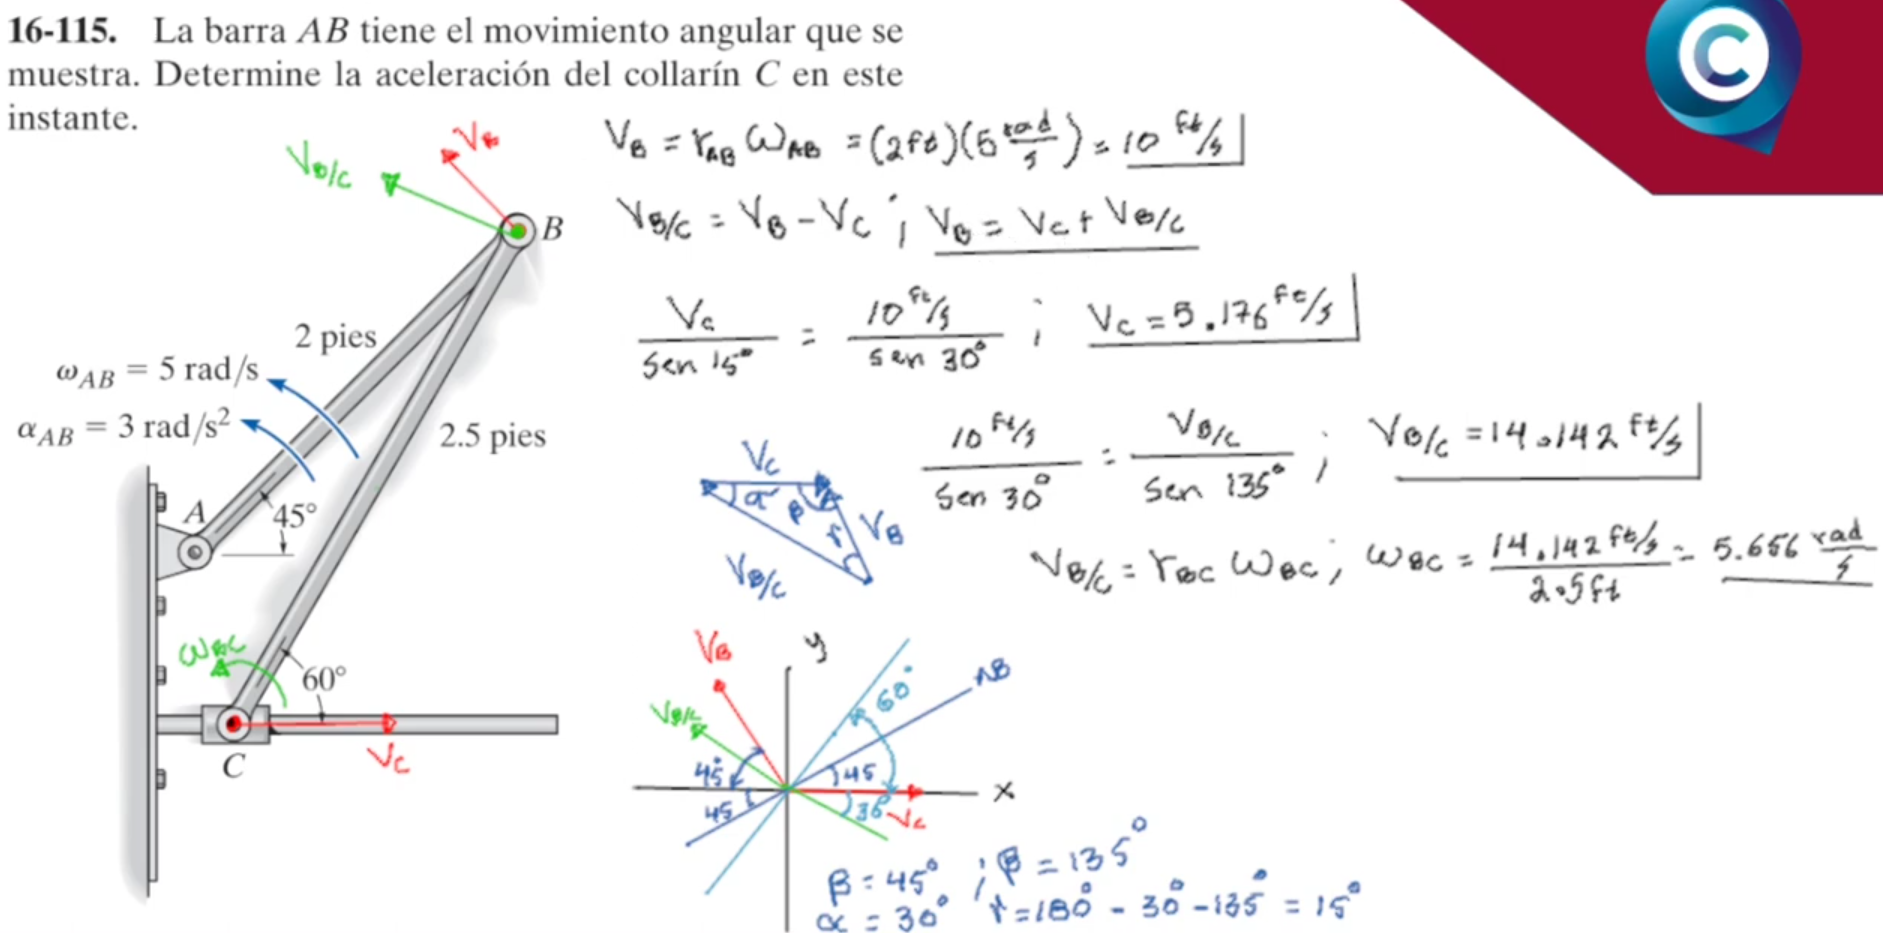 16-115. La barra AB tiene el movimiento angular que se
muestra. Determine la aceleración del collarín C en este
instante.
V_B = r_AB ω_AB = (2ft)(5 rad/s) = 10 ft/s
V_B/C = V_B - V_C ; V_B = V_C + V_B/C
V_C / Sen 15° = 10 ft/s / Sen 30° ; V_C = 5.176 ft/s
10 ft/s / Sen 30° = V_B/C / Sen 135° ; V_B/C = 14.142 ft/s
V_B/C = r_BC ω_BC ; ω_BC = 14.142 ft/s / 2.5ft = 5.656 rad/s
V_B/C
V_B
B
2 pies
ω_AB = 5 rad/s
α_AB = 3 rad/s²
2.5 pies
A
45°
ω_BC
60°
C
V_C
V_C
α
β
γ
V_B
V_B/C
V_B
y
60°
AB
V_B/C
45°
45
45
30°
x
V_C
β = 45° ; β = 135°
α = 30° γ = 180° - 30° - 135° = 15°
C